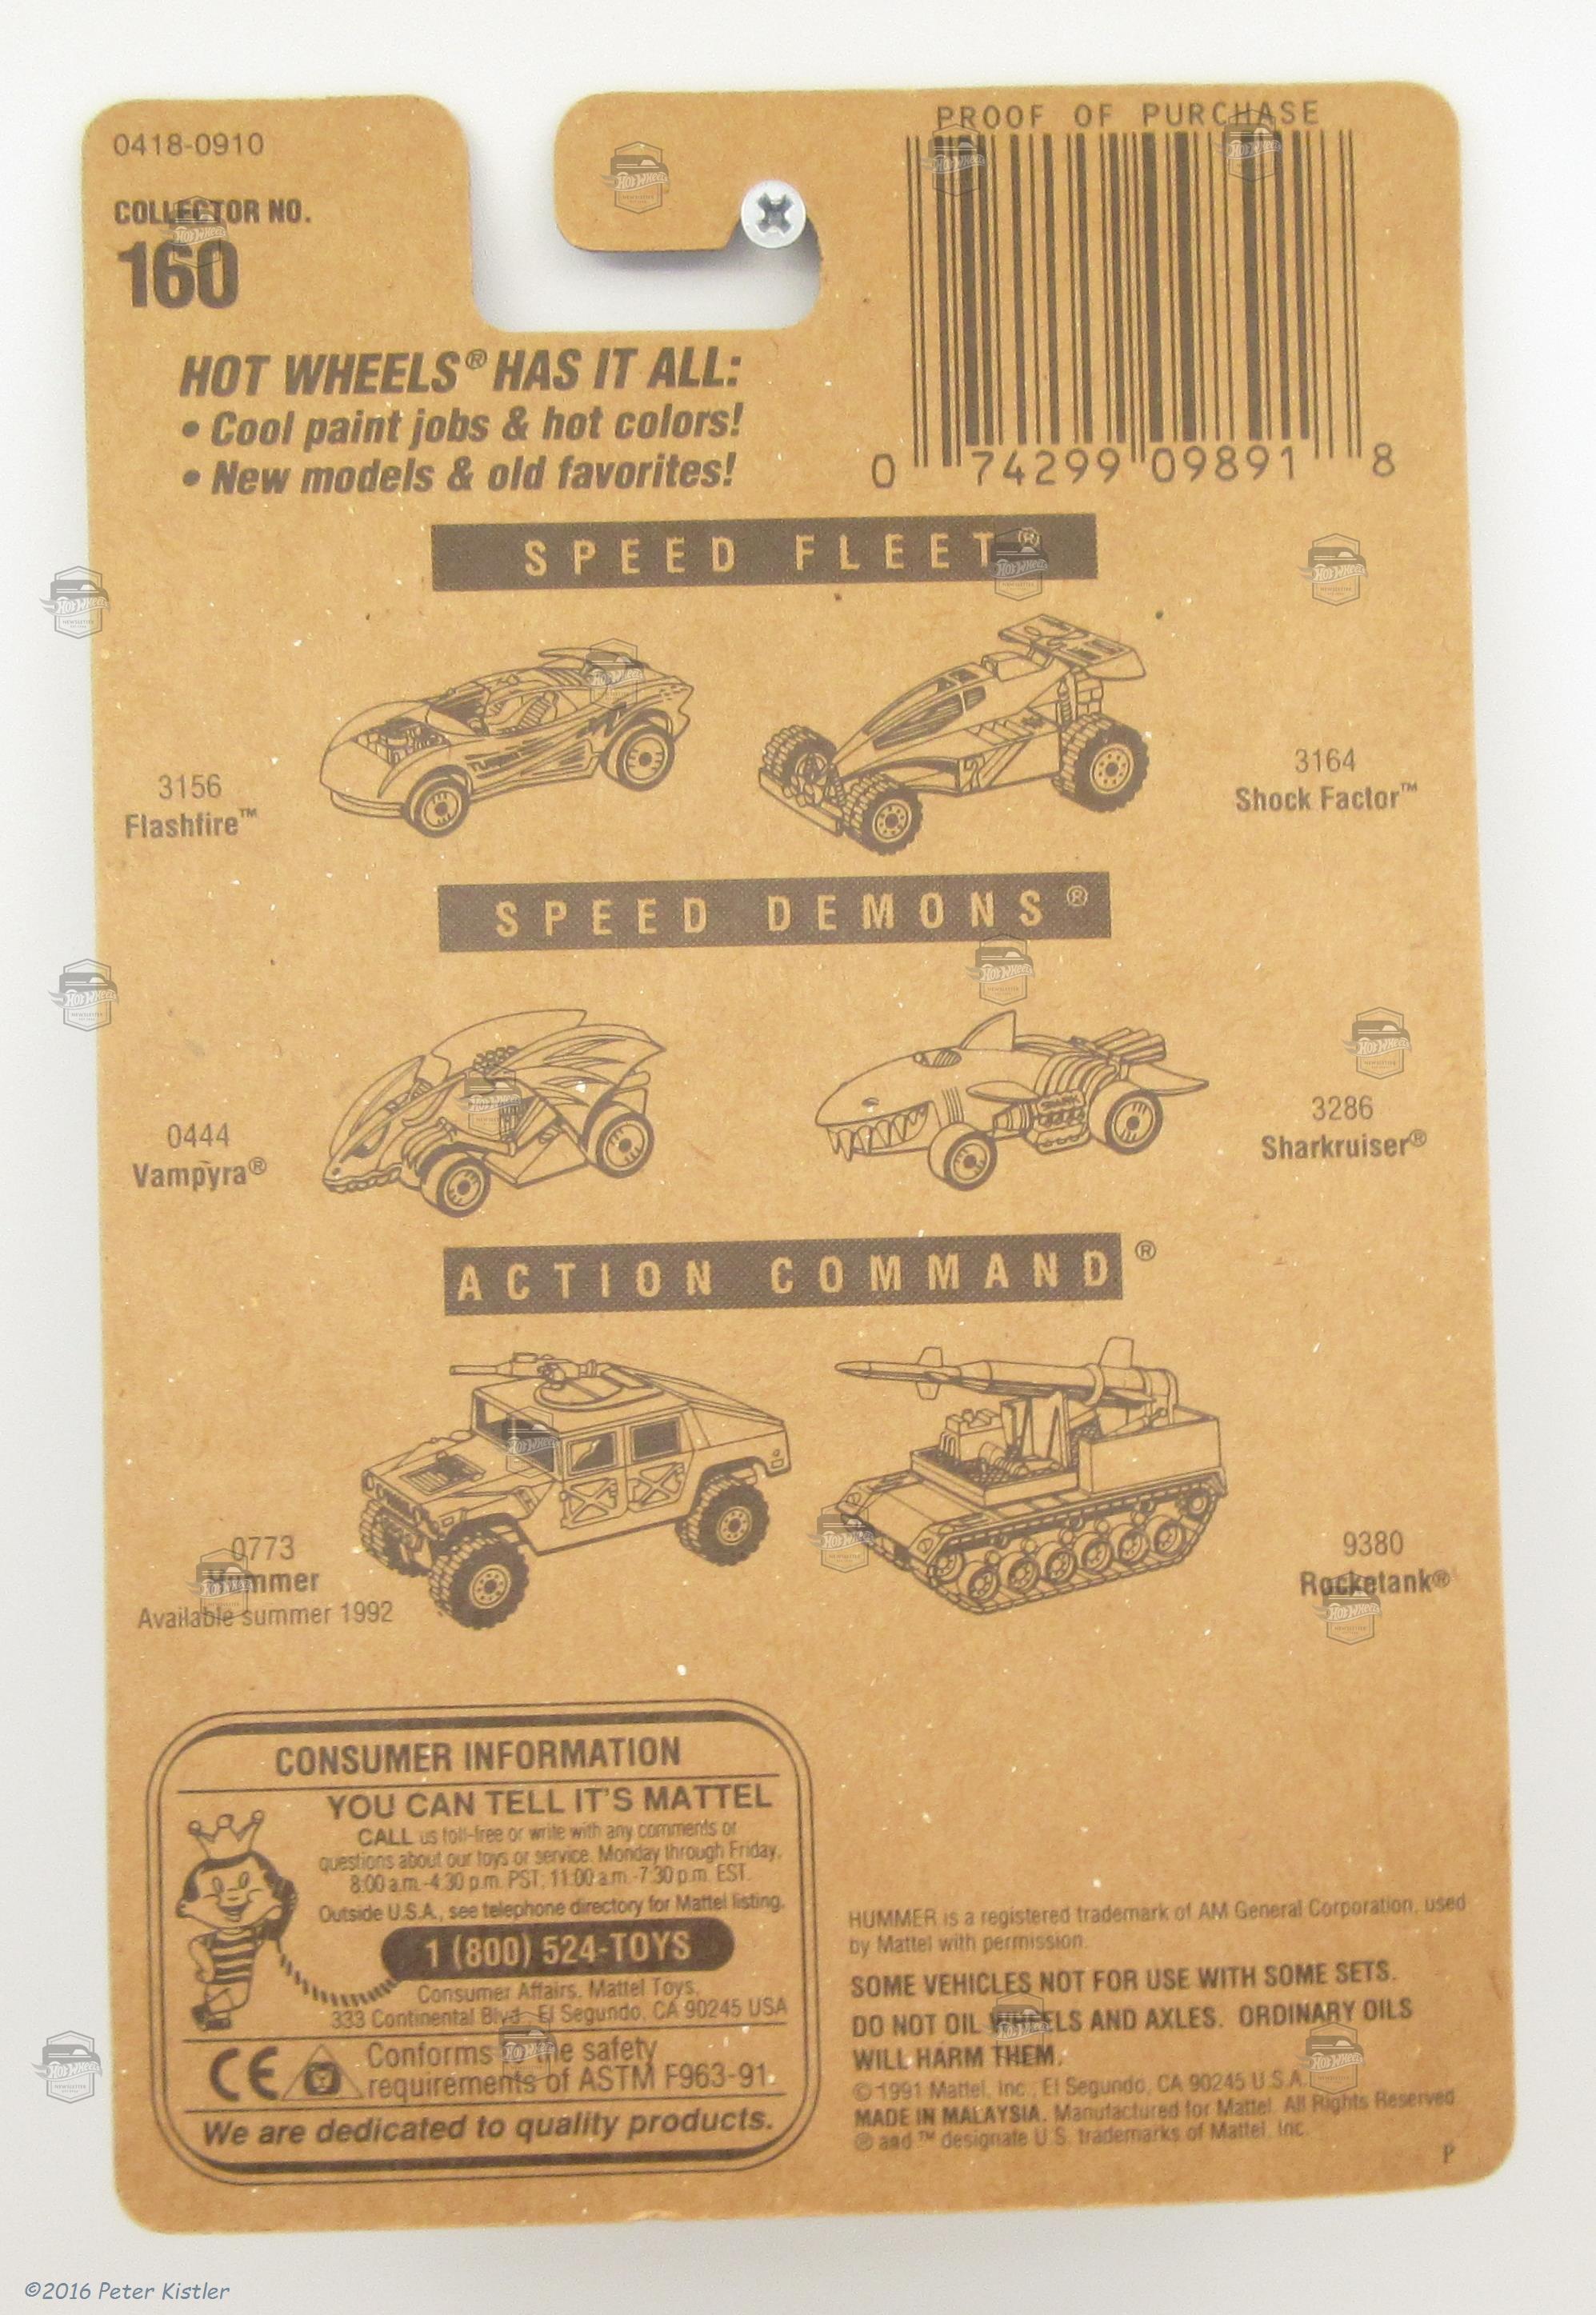 0418-0910
COLLECTOR NO.
160
PROOF OF PURCHASE
0 74299 09891 8
HOT WHEELS® HAS IT ALL:
• Cool paint jobs & hot colors!
• New models & old favorites!
SPEED FLEET®
3156
Flashfire™
3164
Shock Factor™
SPEED DEMONS®
0444
Vampyra®
3286
Sharkruiser®
ACTION COMMAND®
0773
Hummer
Available summer 1992
9380
Rocketank®
CONSUMER INFORMATION
YOU CAN TELL IT'S MATTEL
CALL us toll-free or write with any comments or
questions about our toys or service. Monday through Friday,
8:00 a.m.-4:30 p.m. PST; 11:00 a.m.-7:30 p.m. EST.
Outside U.S.A., see telephone directory for Mattel listing.
1 (800) 524-TOYS
Consumer Affairs, Mattel Toys,
333 Continental Blvd., El Segundo, CA 90245 USA
CE
Conforms to the safety
requirements of ASTM F963-91.
We are dedicated to quality products.
HUMMER is a registered trademark of AM General Corporation, used
by Mattel with permission.
SOME VEHICLES NOT FOR USE WITH SOME SETS.
DO NOT OIL WHEELS AND AXLES. ORDINARY OILS
WILL HARM THEM.
©1991 Mattel, Inc., El Segundo, CA 90245 U.S.A.
MADE IN MALAYSIA. Manufactured for Mattel. All Rights Reserved
® and ™ designate U.S. trademarks of Mattel, Inc.
P
©2016 Peter Kistler